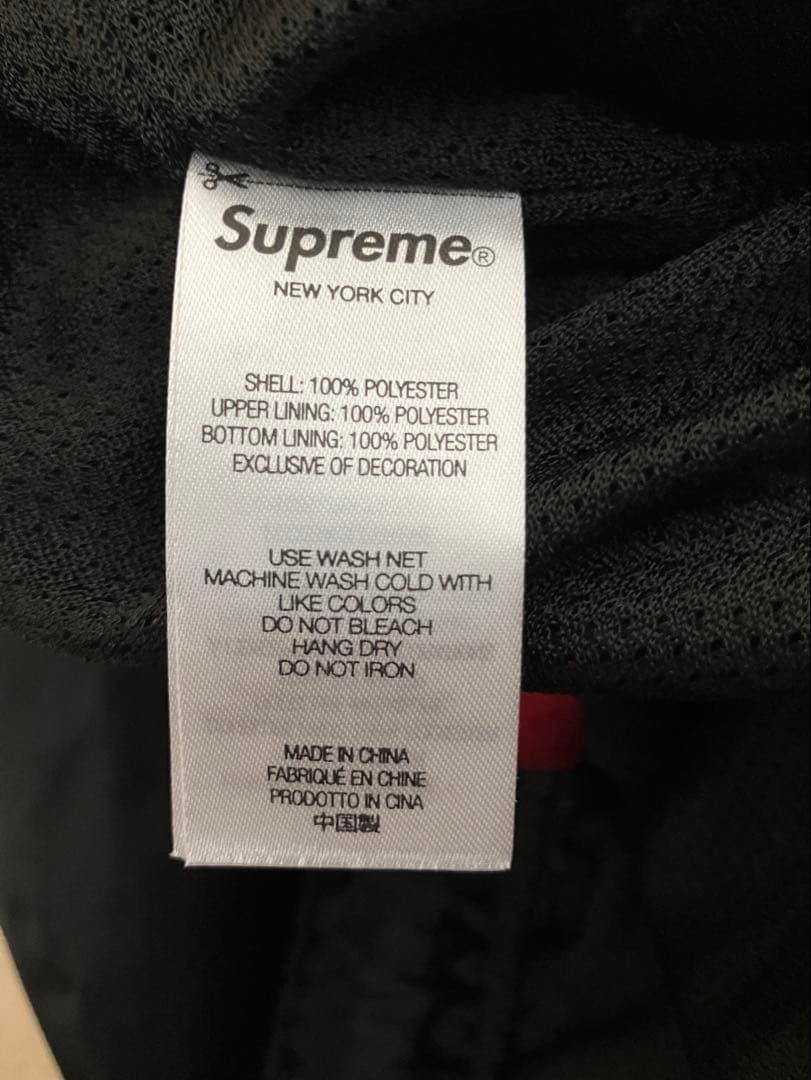 Supreme®
NEW YORK CITY
SHELL: 100% POLYESTER
UPPER LINING: 100% POLYESTER
BOTTOM LINING: 100% POLYESTER
EXCLUSIVE OF DECORATION
USE WASH NET
MACHINE WASH COLD WITH
LIKE COLORS
DO NOT BLEACH
HANG DRY
DO NOT IRON
MADE IN CHINA
FABRIQUÉ EN CHINE
PRODOTTO IN CINA
中国製